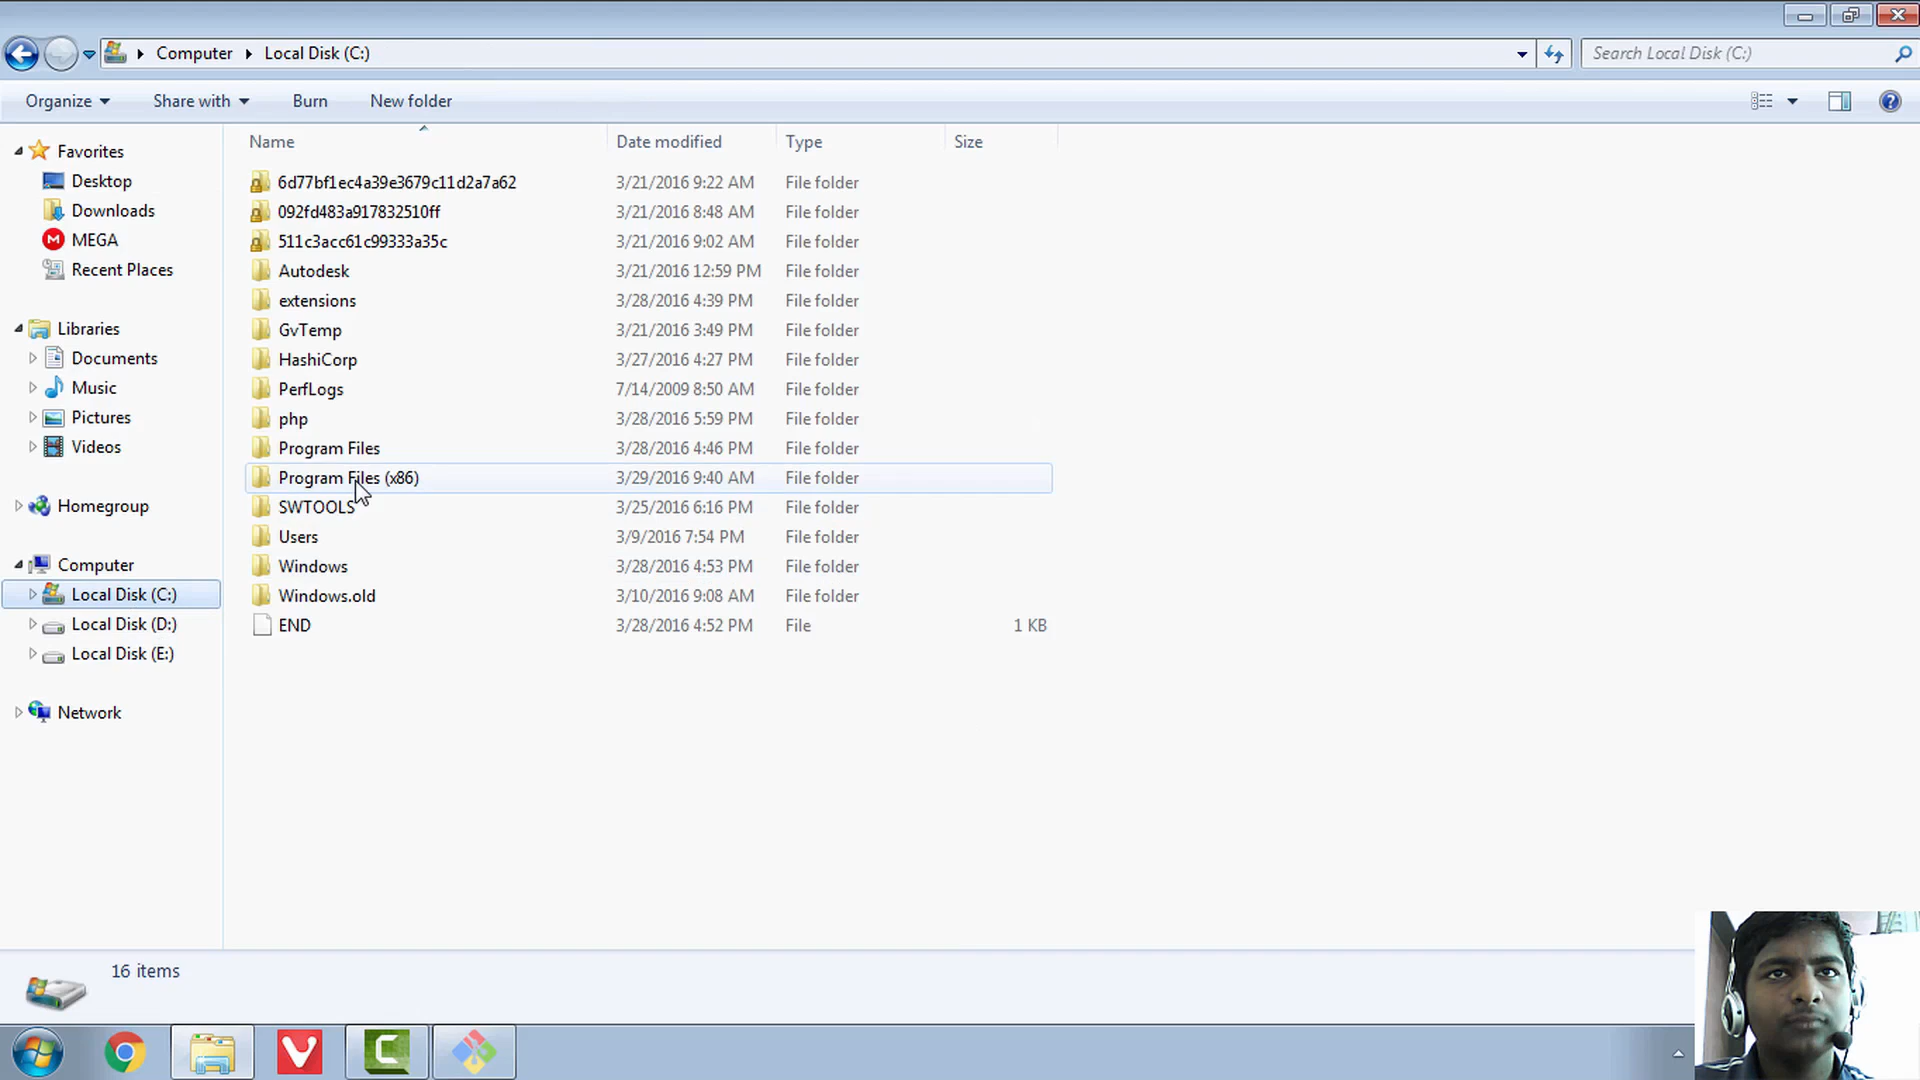 Computer Local Disk (C:)
Search Local Disk (C:)
Organize Share with Burn New folder
Name Date modified Type Size
Favorites
Desktop
Downloads
MEGA
Recent Places
Libraries
Documents
Music
Pictures
Videos
Homegroup
Computer
Local Disk (C:)
Local Disk (D:)
Local Disk (E:)
Network
6d77bf1ec4a39e3679c11d2a7a62 3/21/2016 9:22 AM File folder
092fd483a917832510ff 3/21/2016 8:48 AM File folder
511c3acc61c99333a35c 3/21/2016 9:02 AM File folder
Autodesk 3/21/2016 12:59 PM File folder
extensions 3/28/2016 4:39 PM File folder
GvTemp 3/21/2016 3:49 PM File folder
HashiCorp 3/27/2016 4:27 PM File folder
PerfLogs 7/14/2009 8:50 AM File folder
php 3/28/2016 5:59 PM File folder
Program Files 3/28/2016 4:46 PM File folder
Program Files (x86) 3/29/2016 9:40 AM File folder
SWTOOLS 3/25/2016 6:16 PM File folder
Users 3/9/2016 7:54 PM File folder
Windows 3/28/2016 4:53 PM File folder
Windows.old 3/10/2016 9:08 AM File folder
END 3/28/2016 4:52 PM File 1 KB
16 items